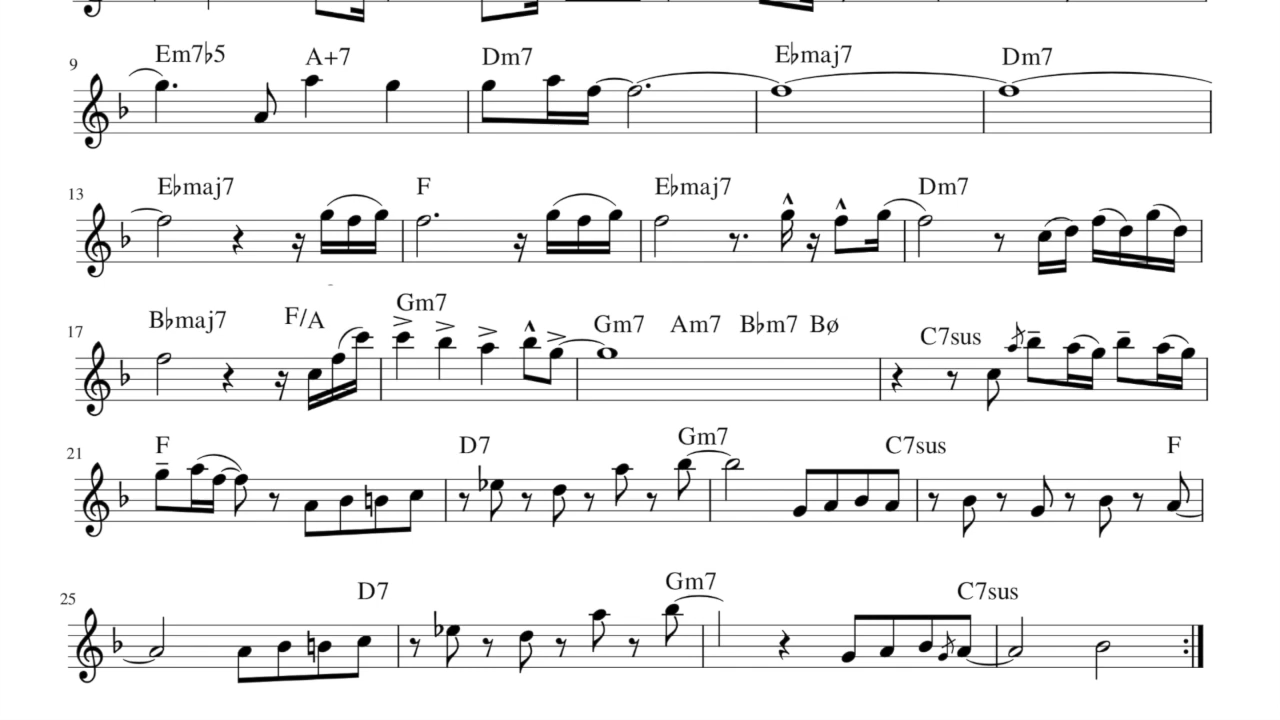 9 Em7♭5 A+7 Dm7 E♭maj7 Dm7
13 E♭maj7 F E♭maj7 Dm7
17 B♭maj7 F/A Gm7 Gm7 Am7 B♭m7 Bø C7sus
21 F D7 Gm7 C7sus F
25 D7 Gm7 C7sus